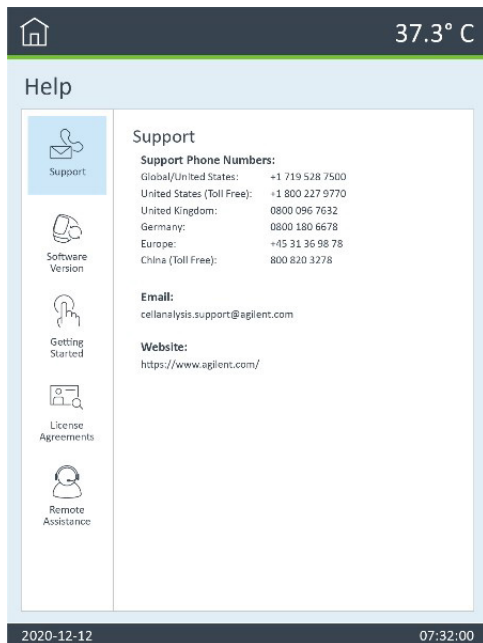 37.3° C
Help
Support
Software
Version
Getting
Started
License
Agreements
Remote
Assistance
Support
Support Phone Numbers:
Global/United States: +1 719 528 7500
United States (Toll Free): +1 800 227 9770
United Kingdom: 0800 096 7632
Germany: 0800 180 6678
Europe: +45 31 36 98 78
China (Toll Free): 800 820 3278
Email:
cellanalysis.support@agilent.com
Website:
https://www.agilent.com/
2020-12-12 07:32:00